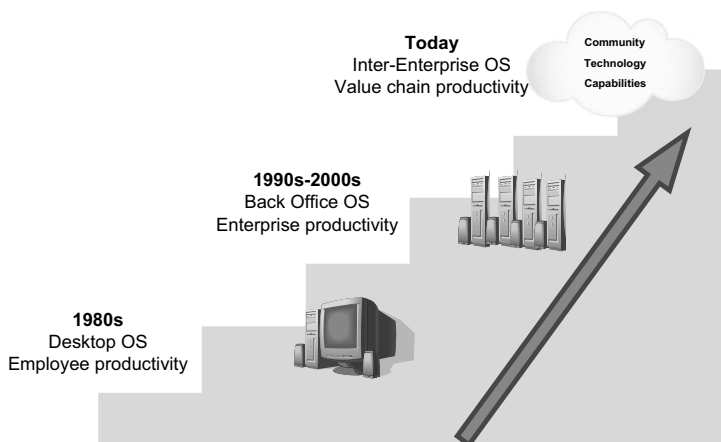 Today
Inter-Enterprise OS
Value chain productivity
Community
Technology
Capabilities
1990s-2000s
Back Office OS
Enterprise productivity
1980s
Desktop OS
Employee productivity